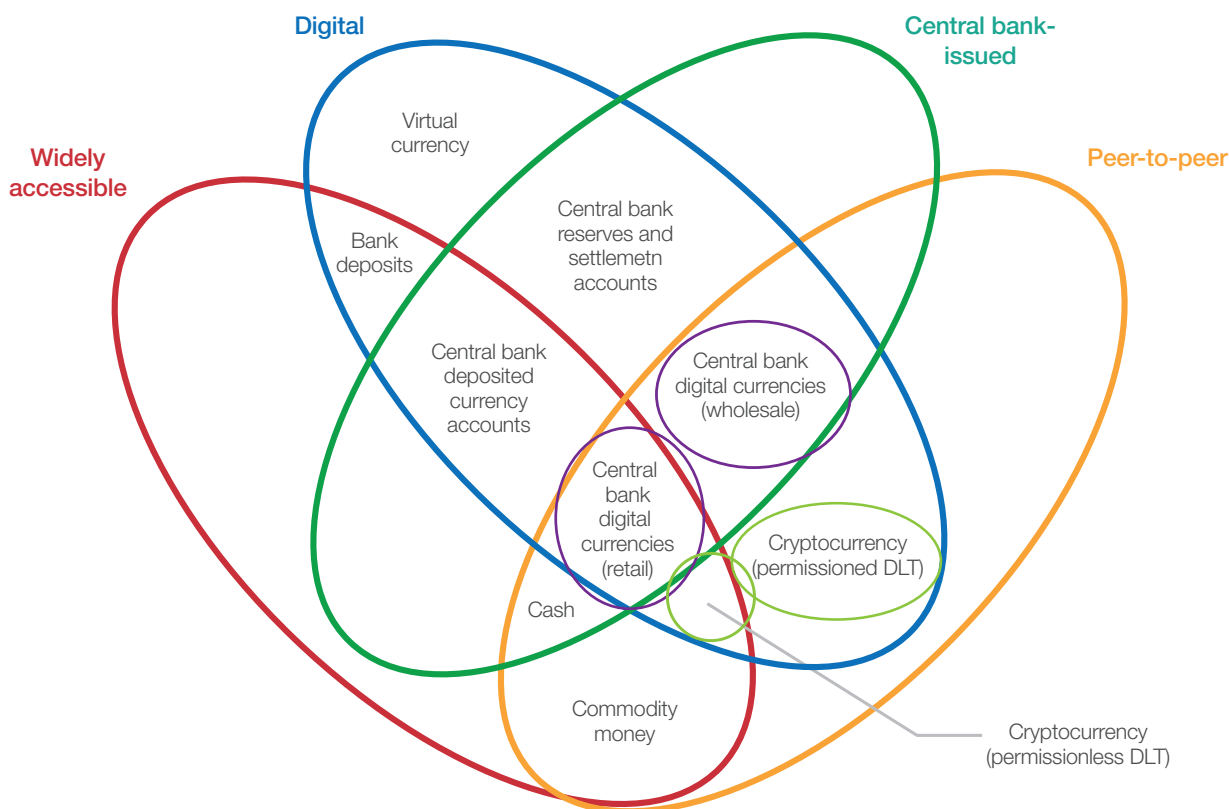 Digital
Central bank-
issued
Widely
accessible
Peer-to-peer
Virtual
currency
Bank
deposits
Central bank
reserves and
settlemetn
accounts
Central bank
deposited
currency
accounts
Central bank
digital currencies
(wholesale)
Central
bank
digital
currencies
(retail)
Cryptocurrency
(permissioned DLT)
Cash
Commodity
money
Cryptocurrency
(permissionless DLT)